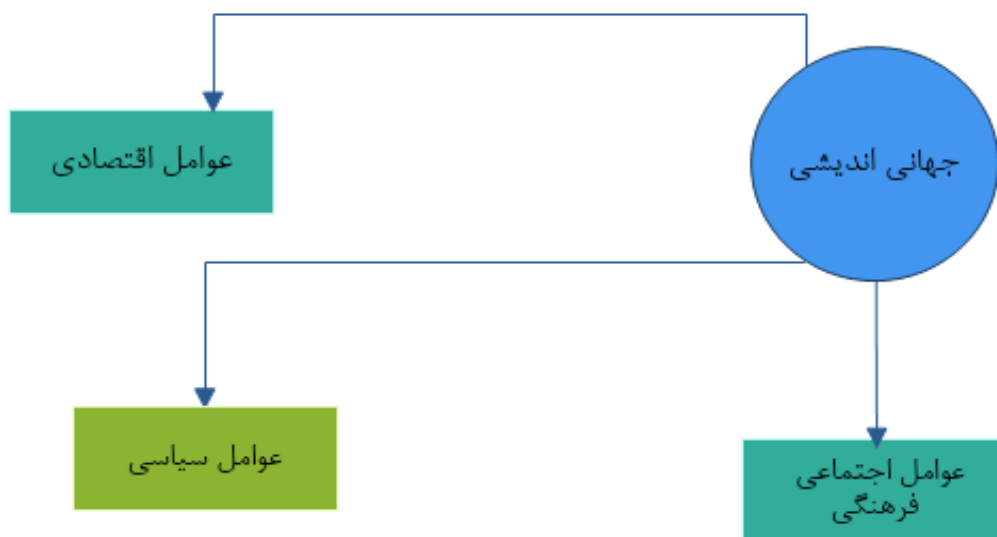 جهانی اندیشی
عوامل اقتصادی
عوامل سیاسی
عوامل اجتماعی
فرهنگی